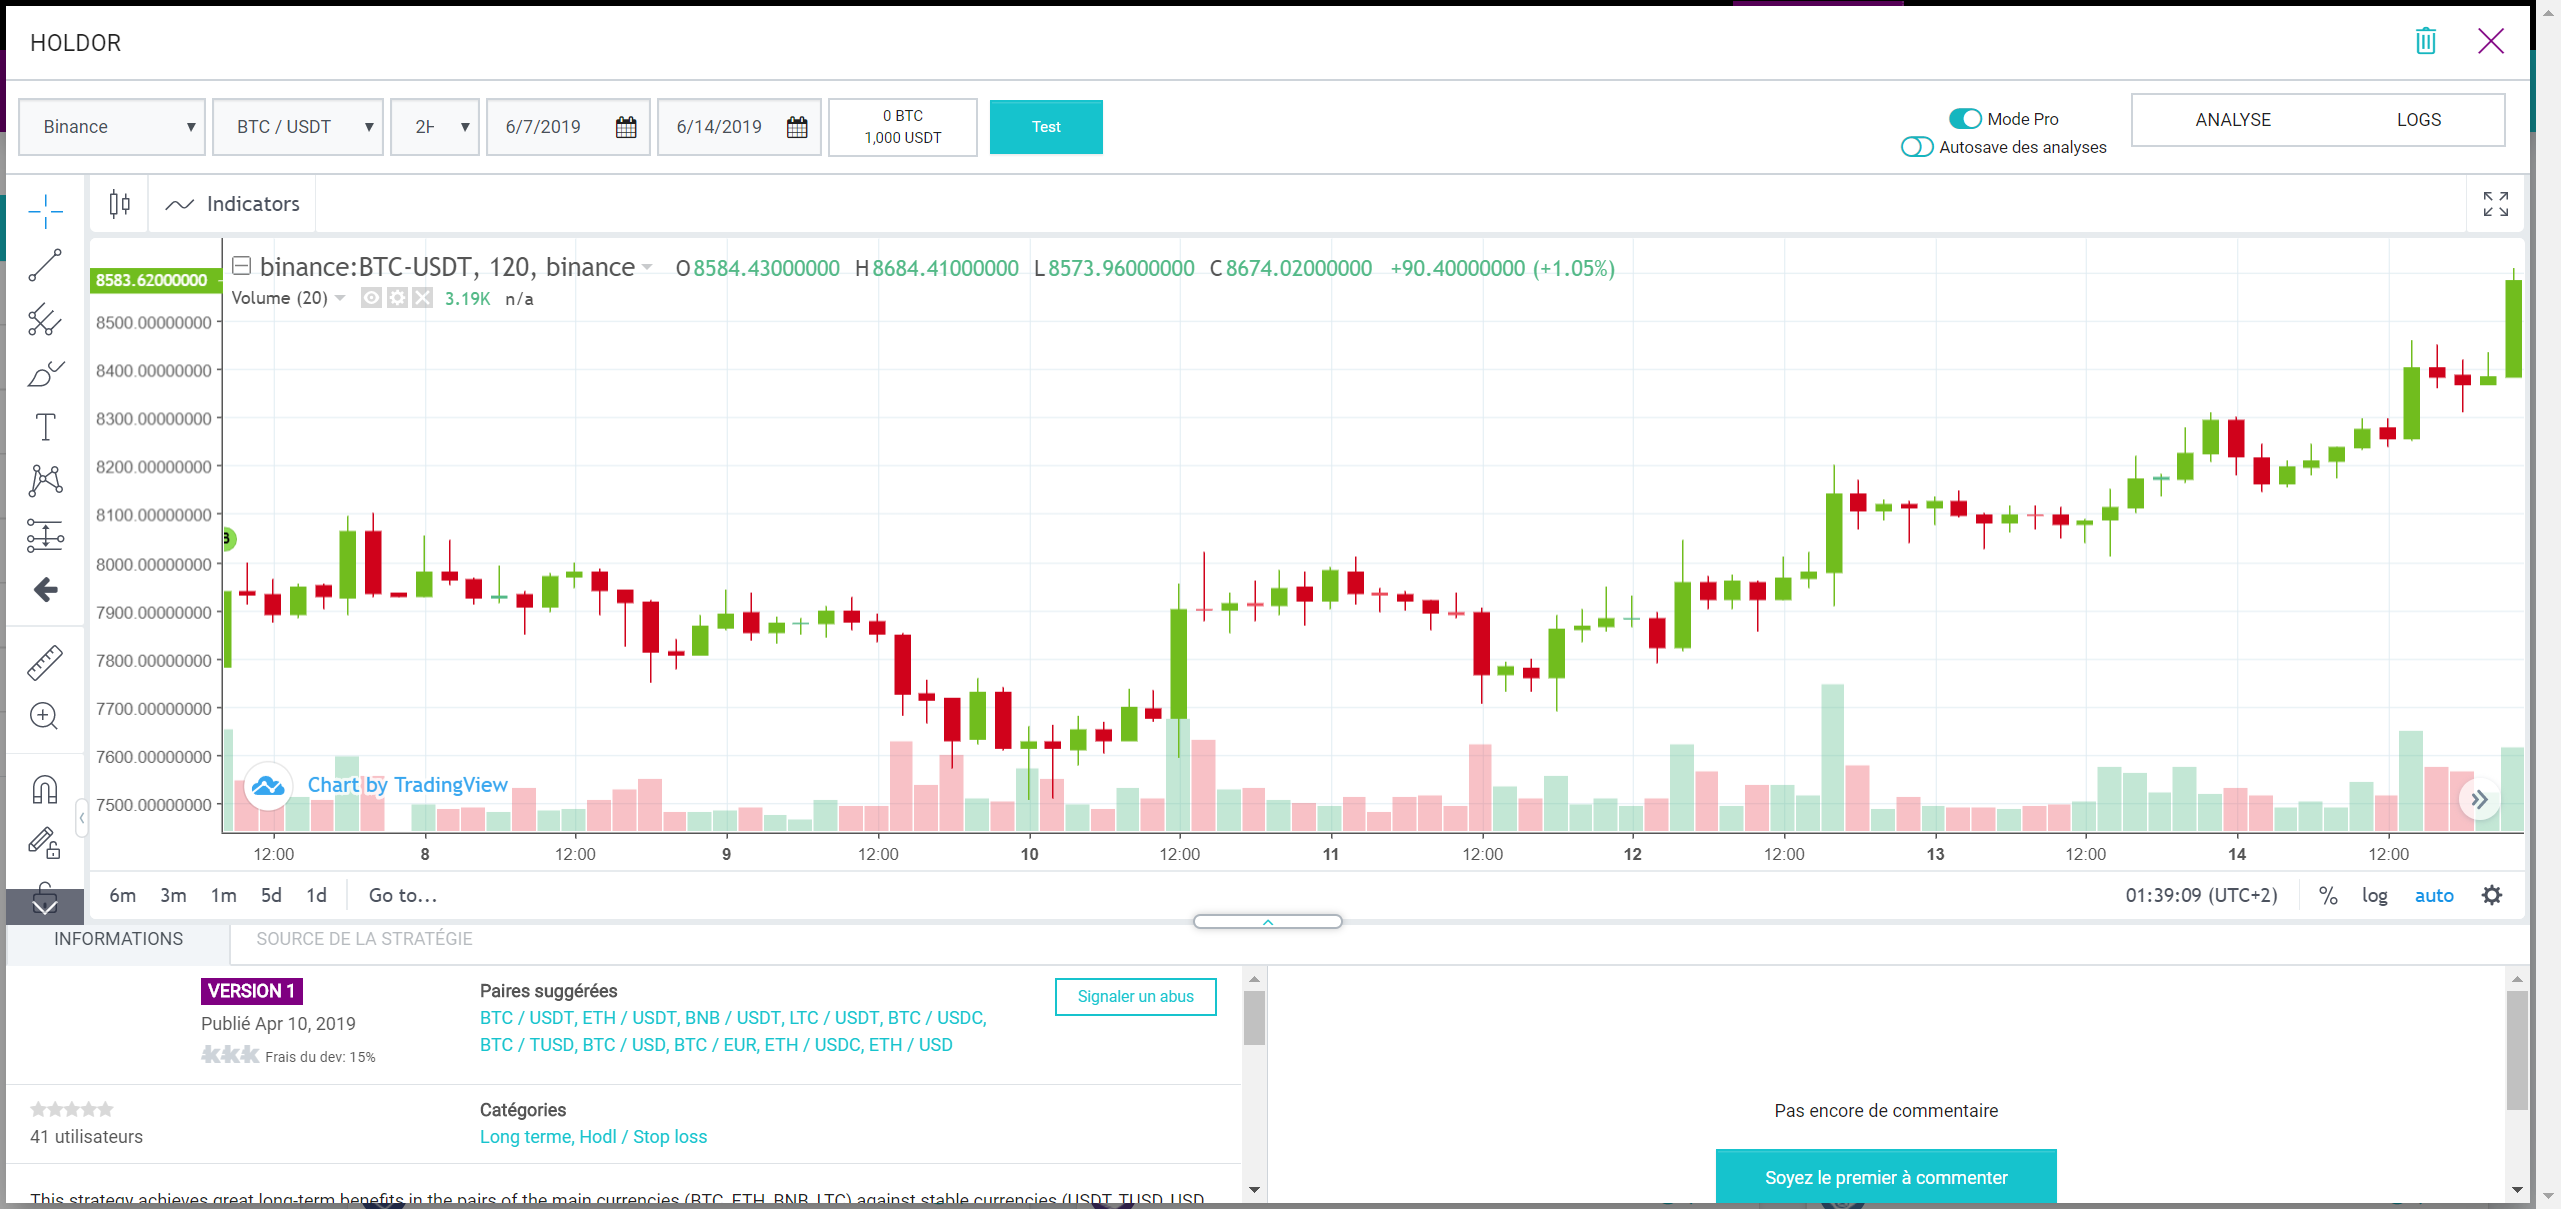 HOLDOR
Binance
BTC / USDT
6/7/2019
6/14/2019
0 BTC
1,000 USDT
Test
Mode Pro
Autosave des analyses
ANALYSE
LOGS
Indicators
binance:BTC-USDT, 120, binance
O8584.43000000 H8684.41000000 L8573.96000000 C8674.02000000 +90.40000000 (+1.05%)
Volume (20) 3.19K n/a
8583.62000000
8500.00000000
8400.00000000
8300.00000000
8200.00000000
8100.00000000
8000.00000000
7900.00000000
7800.00000000
7700.00000000
7600.00000000
7500.00000000
Chart by TradingView
12:00 8 12:00 9 12:00 10 12:00 11 12:00 12 12:00 13 12:00 14 12:00
6m 3m 1m 5d 1d Go to...
01:39:09 (UTC+2) % log auto
INFORMATIONS
SOURCE DE LA STRATÉGIE
VERSION 1
Publié Apr 10, 2019
Frais du dev: 15%
Paires suggérées
BTC / USDT, ETH / USDT, BNB / USDT, LTC / USDT, BTC / USDC,
BTC / TUSD, BTC / USD, BTC / EUR, ETH / USDC, ETH / USD
Signaler un abus
41 utilisateurs
Catégories
Long terme, Hodl / Stop loss
This strategy achieves great long-term benefits in the pairs of the main currencies (BTC, ETH, BNB, LTC) against stable currencies (USDT, TUSD, USD,
Pas encore de commentaire
Soyez le premier à commenter